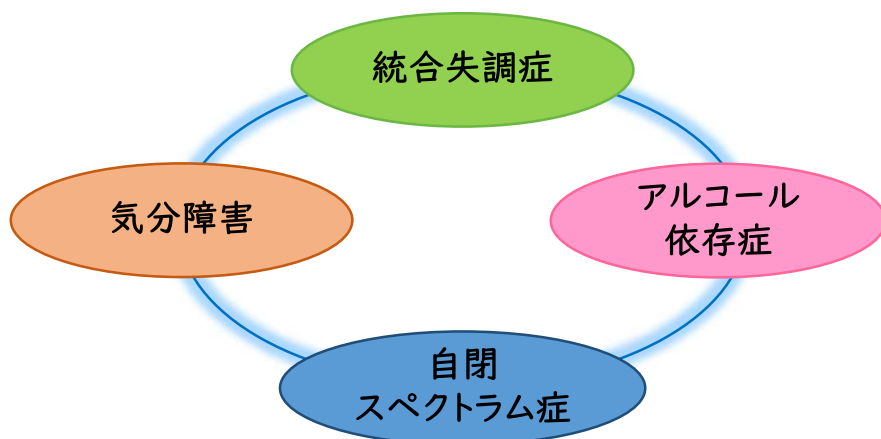 統合失調症
気分障害
アルコール
依存症
自閉
スペクトラム症